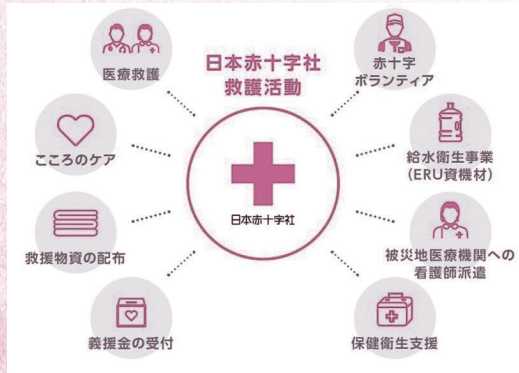 日本赤十字社
救護活動
医療救護
赤十字
ボランティア
こころのケア
給水衛生事業
（ERU資機材）
日本赤十字社
救援物資の配布
被災地医療機関への
看護師派遣
義援金の受付
保健衛生支援